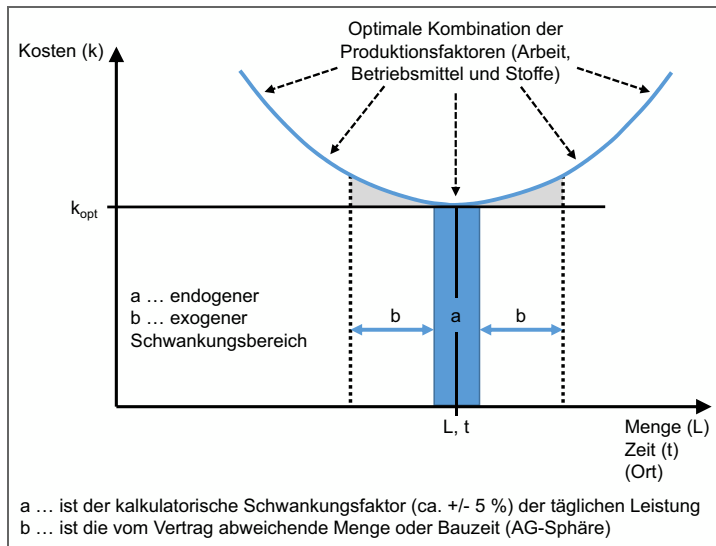 Optimale Kombination der
Produktionsfaktoren (Arbeit,
Betriebsmittel und Stoffe)
Kosten (k)
kopt
a … endogener
b … exogener
Schwankungsbereich
b
a
b
L, t
Menge (L)
Zeit (t)
(Ort)
a … ist der kalkulatorische Schwankungsfaktor (ca. +/- 5 %) der täglichen Leistung
b … ist die vom Vertrag abweichende Menge oder Bauzeit (AG-Sphäre)